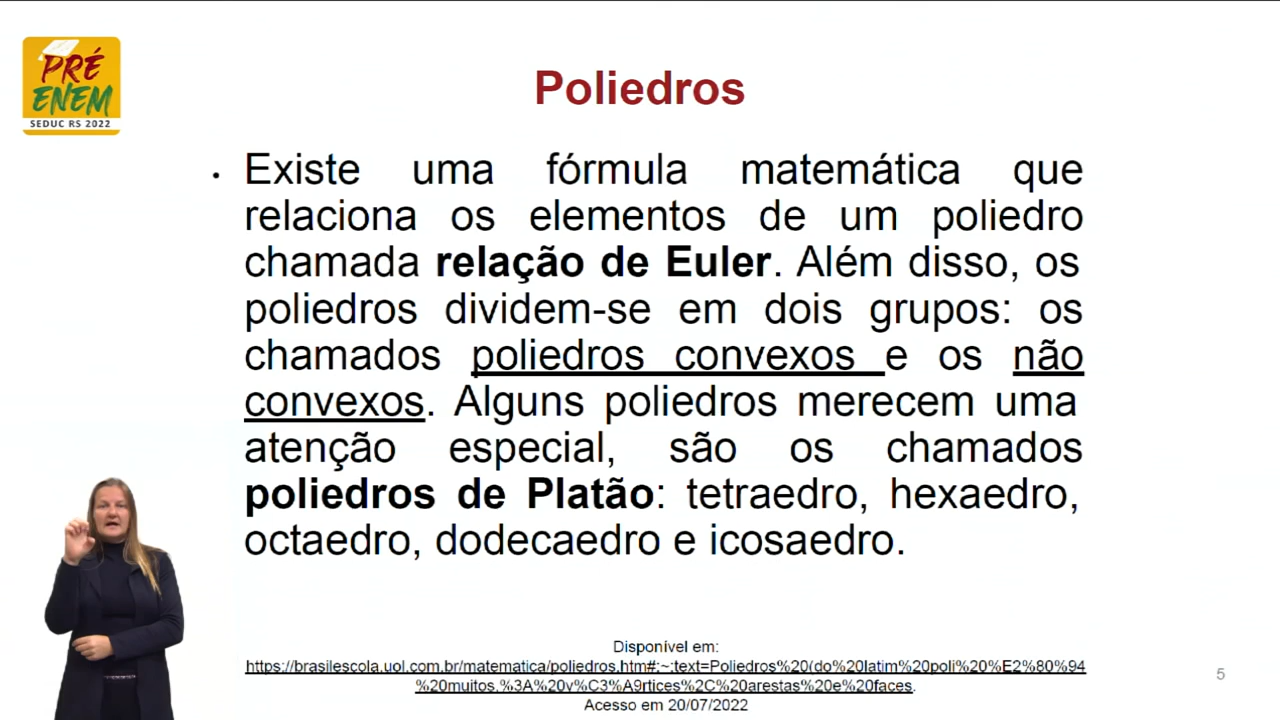 PRÉ
ENEM
SEDUC RS 2022
Poliedros
• Existe uma fórmula matemática que
relaciona os elementos de um poliedro
chamada relação de Euler. Além disso, os
poliedros dividem-se em dois grupos: os
chamados poliedros convexos e os não
convexos. Alguns poliedros merecem uma
atenção especial, são os chamados
poliedros de Platão: tetraedro, hexaedro,
octaedro, dodecaedro e icosaedro.
Disponível em:
https://brasilescola.uol.com.br/matematica/poliedros.htm#:~:text=Poliedros%20(do%20latim%20poli%20%E2%80%94
%20muitos,%3A%20v%C3%A9rtices%2C%20arestas%20e%20faces.
Acesso em 20/07/2022
5